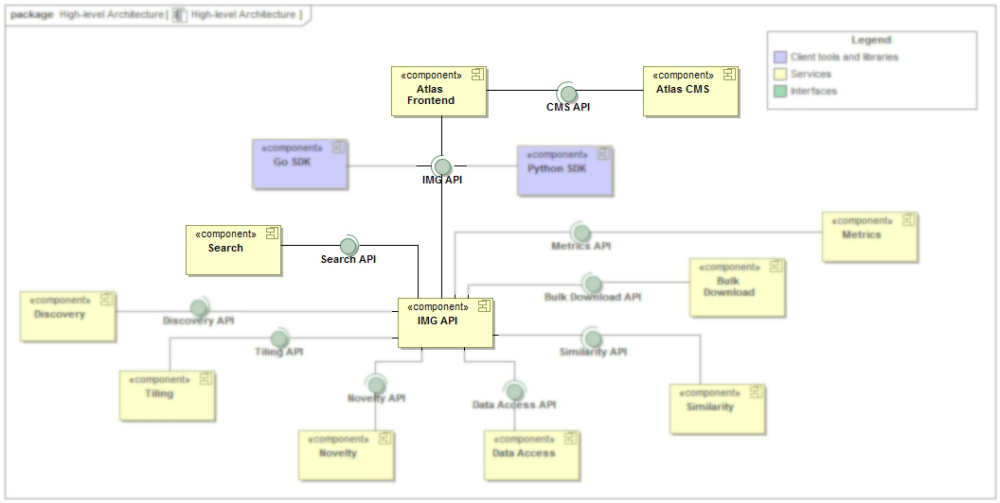 package High-level Architecture [ High-level Architecture ]
Legend
Client tools and libraries
Services
Interfaces
«component»
Atlas
Frontend
CMS API
«component»
Atlas CMS
«component»
Go SDK
IMG API
«component»
Python SDK
«component»
Search
Search API
Metrics API
«component»
Metrics
Bulk Download API
«component»
Bulk
Download
«component»
Discovery
Discovery API
«component»
IMG API
Tiling API
Similarity API
«component»
Tiling
Novelty API
Data Access API
«component»
Similarity
«component»
Novelty
«component»
Data Access